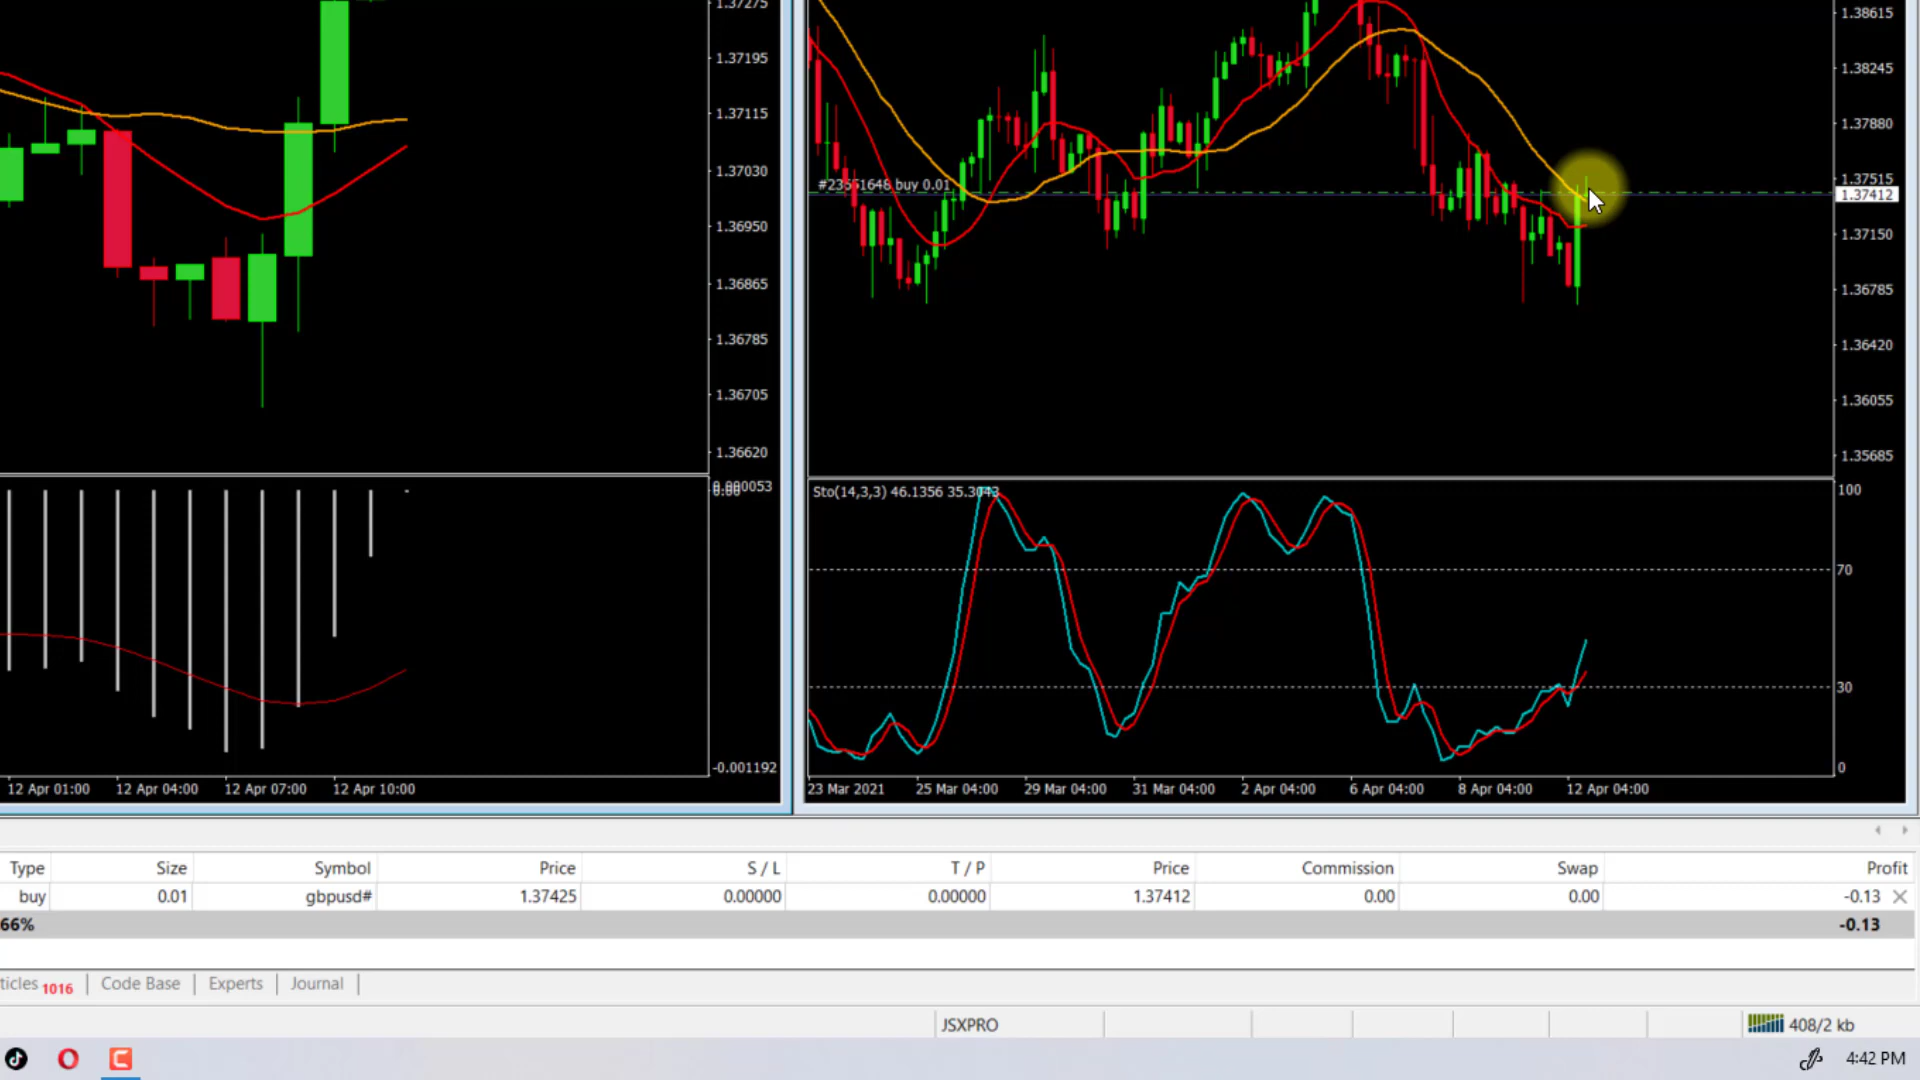 1.37275
1.37195
1.37115
1.37030
1.36950
1.36865
1.36785
1.36705
1.36620
-0.001192
12 Apr 01:00 12 Apr 04:00 12 Apr 07:00 12 Apr 10:00
#23651648 buy 0.01
1.38615
1.38245
1.37880
1.37515
1.37412
1.37150
1.36785
1.36420
1.36055
1.35685
Sto(14,3,3) 46.1356 35.3043
100
70
30
0
23 Mar 2021 25 Mar 04:00 29 Mar 04:00 31 Mar 04:00 2 Apr 04:00 6 Apr 04:00 8 Apr 04:00 12 Apr 04:00
Type Size Symbol Price S / L T / P Price Commission Swap Profit
buy 0.01 gbpusd# 1.37425 0.00000 0.00000 1.37412 0.00 0.00 -0.13
66% -0.13
ticles 1016 Code Base Experts Journal
JSXPRO 408/2 kb
4:42 PM